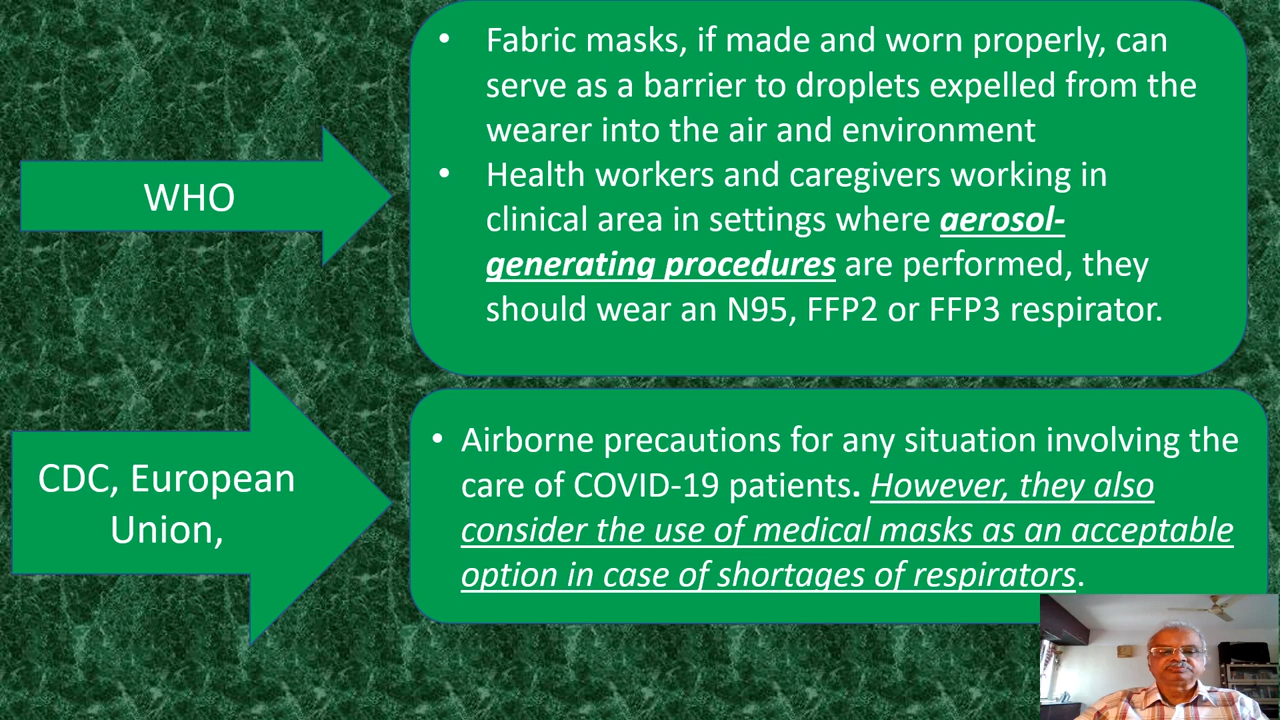 WHO
• Fabric masks, if made and worn properly, can
serve as a barrier to droplets expelled from the
wearer into the air and environment
• Health workers and caregivers working in
clinical area in settings where aerosol-
generating procedures are performed, they
should wear an N95, FFP2 or FFP3 respirator.
CDC, European
Union,
• Airborne precautions for any situation involving the
care of COVID-19 patients. However, they also
consider the use of medical masks as an acceptable
option in case of shortages of respirators.